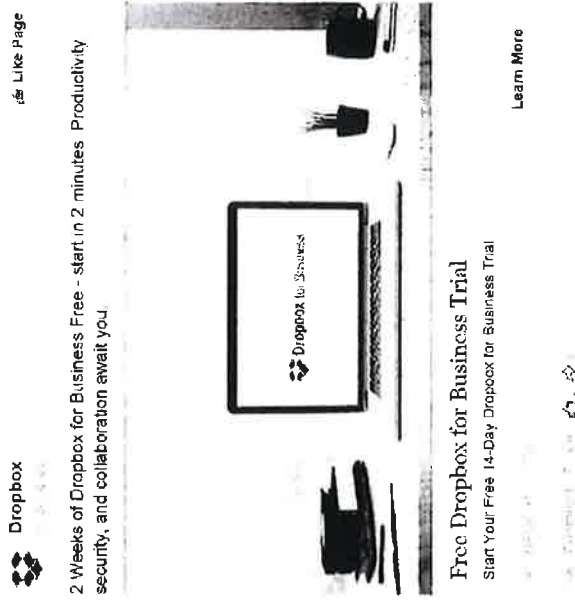 Dropbox
Like Page
2 Weeks of Dropbox for Business Free - start in 2 minutes Productivity
security, and collaboration await you
Dropbox for Business
Free Dropbox for Business Trial
Start Your Free 14-Day Dropbox for Business Trial
Learn More